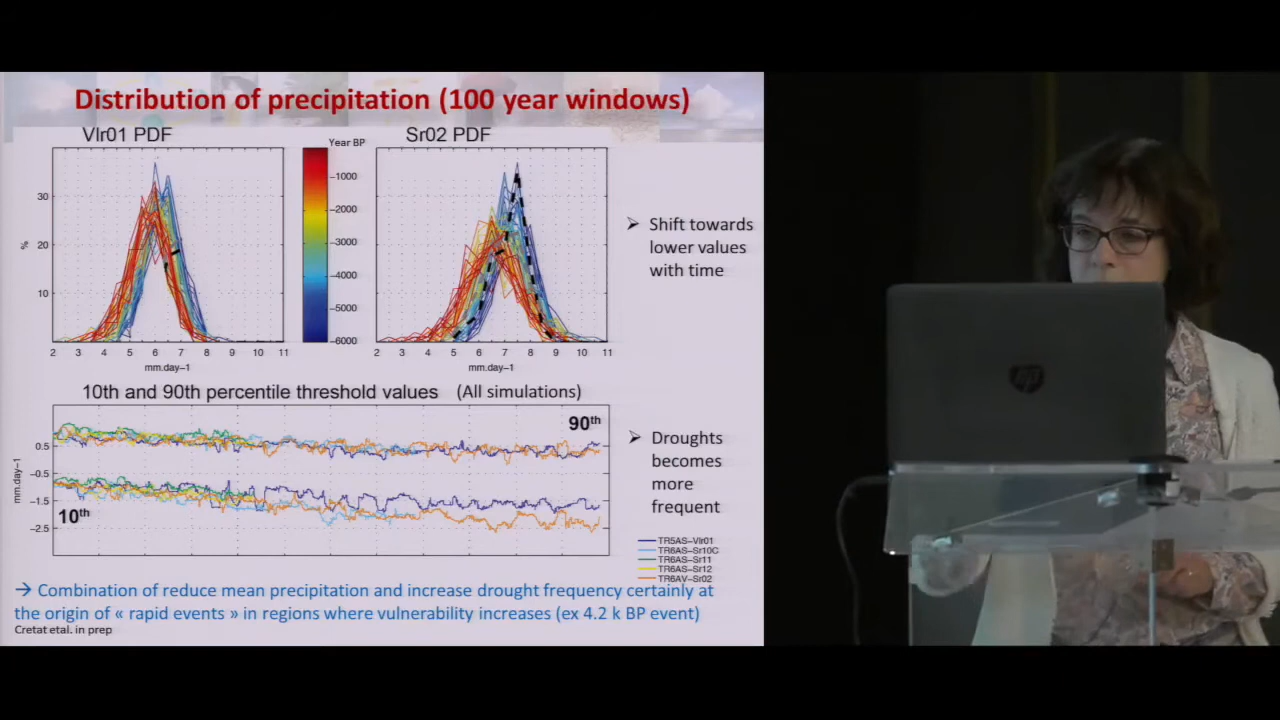 Distribution of precipitation (100 year windows)
Vlr01 PDF
Sr02 PDF
Year BP
30
20
10
%
2 3 4 5 6 7 8 9 10 11
mm.day−1
−1000
−2000
−3000
−4000
−5000
−6000
2 3 4 5 6 7 8 9 10 11
mm.day−1
➢ Shift towards
lower values
with time
10th and 90th percentile threshold values (All simulations)
90th
0.5
−0.5
−1.5
−2.5
mm.day−1
10th
➢ Droughts
becomes
more
frequent
TR5AS−Vlr01
TR6AS−Sr10C
TR6AS−Sr11
TR6AS−Sr12
TR6AV−Sr02
→ Combination of reduce mean precipitation and increase drought frequency certainly at
the origin of « rapid events » in regions where vulnerability increases (ex 4.2 k BP event)
Cretat etal. in prep
hp